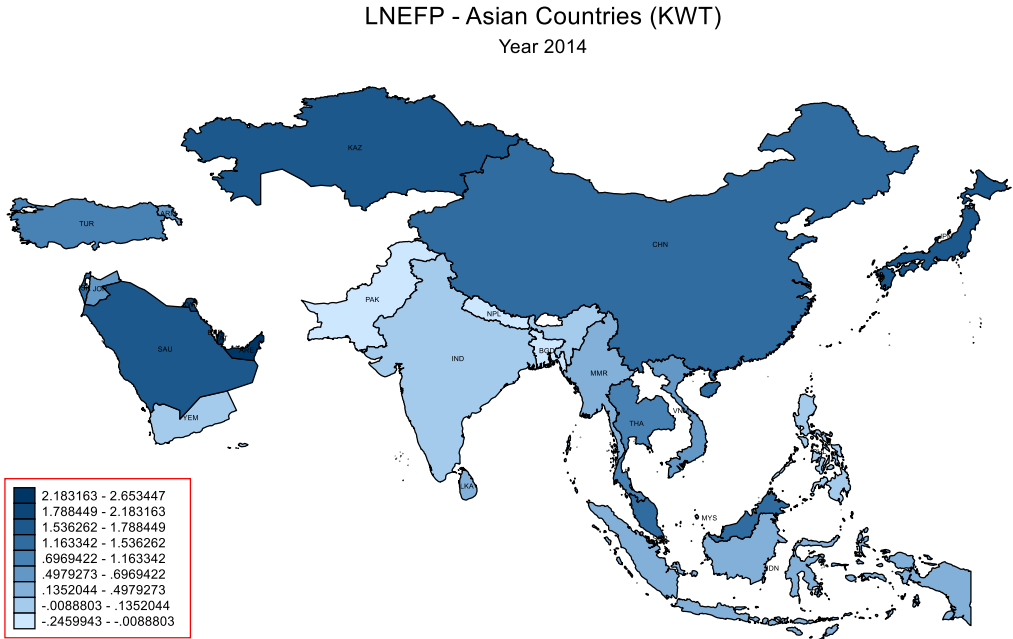 LNEFP - Asian Countries (KWT)
Year 2014
KAZ
TUR
CHN
JPN
PAK
NPL
SAU
BGD
IND
MMR
YEM
VNM
THA
LKA
MYS
IDN
2.183163 - 2.653447
1.788449 - 2.183163
1.536262 - 1.788449
1.163342 - 1.536262
.6969422 - 1.163342
.4979273 - .6969422
.1352044 - .4979273
-.0088803 - .1352044
-.2459943 - -.0088803